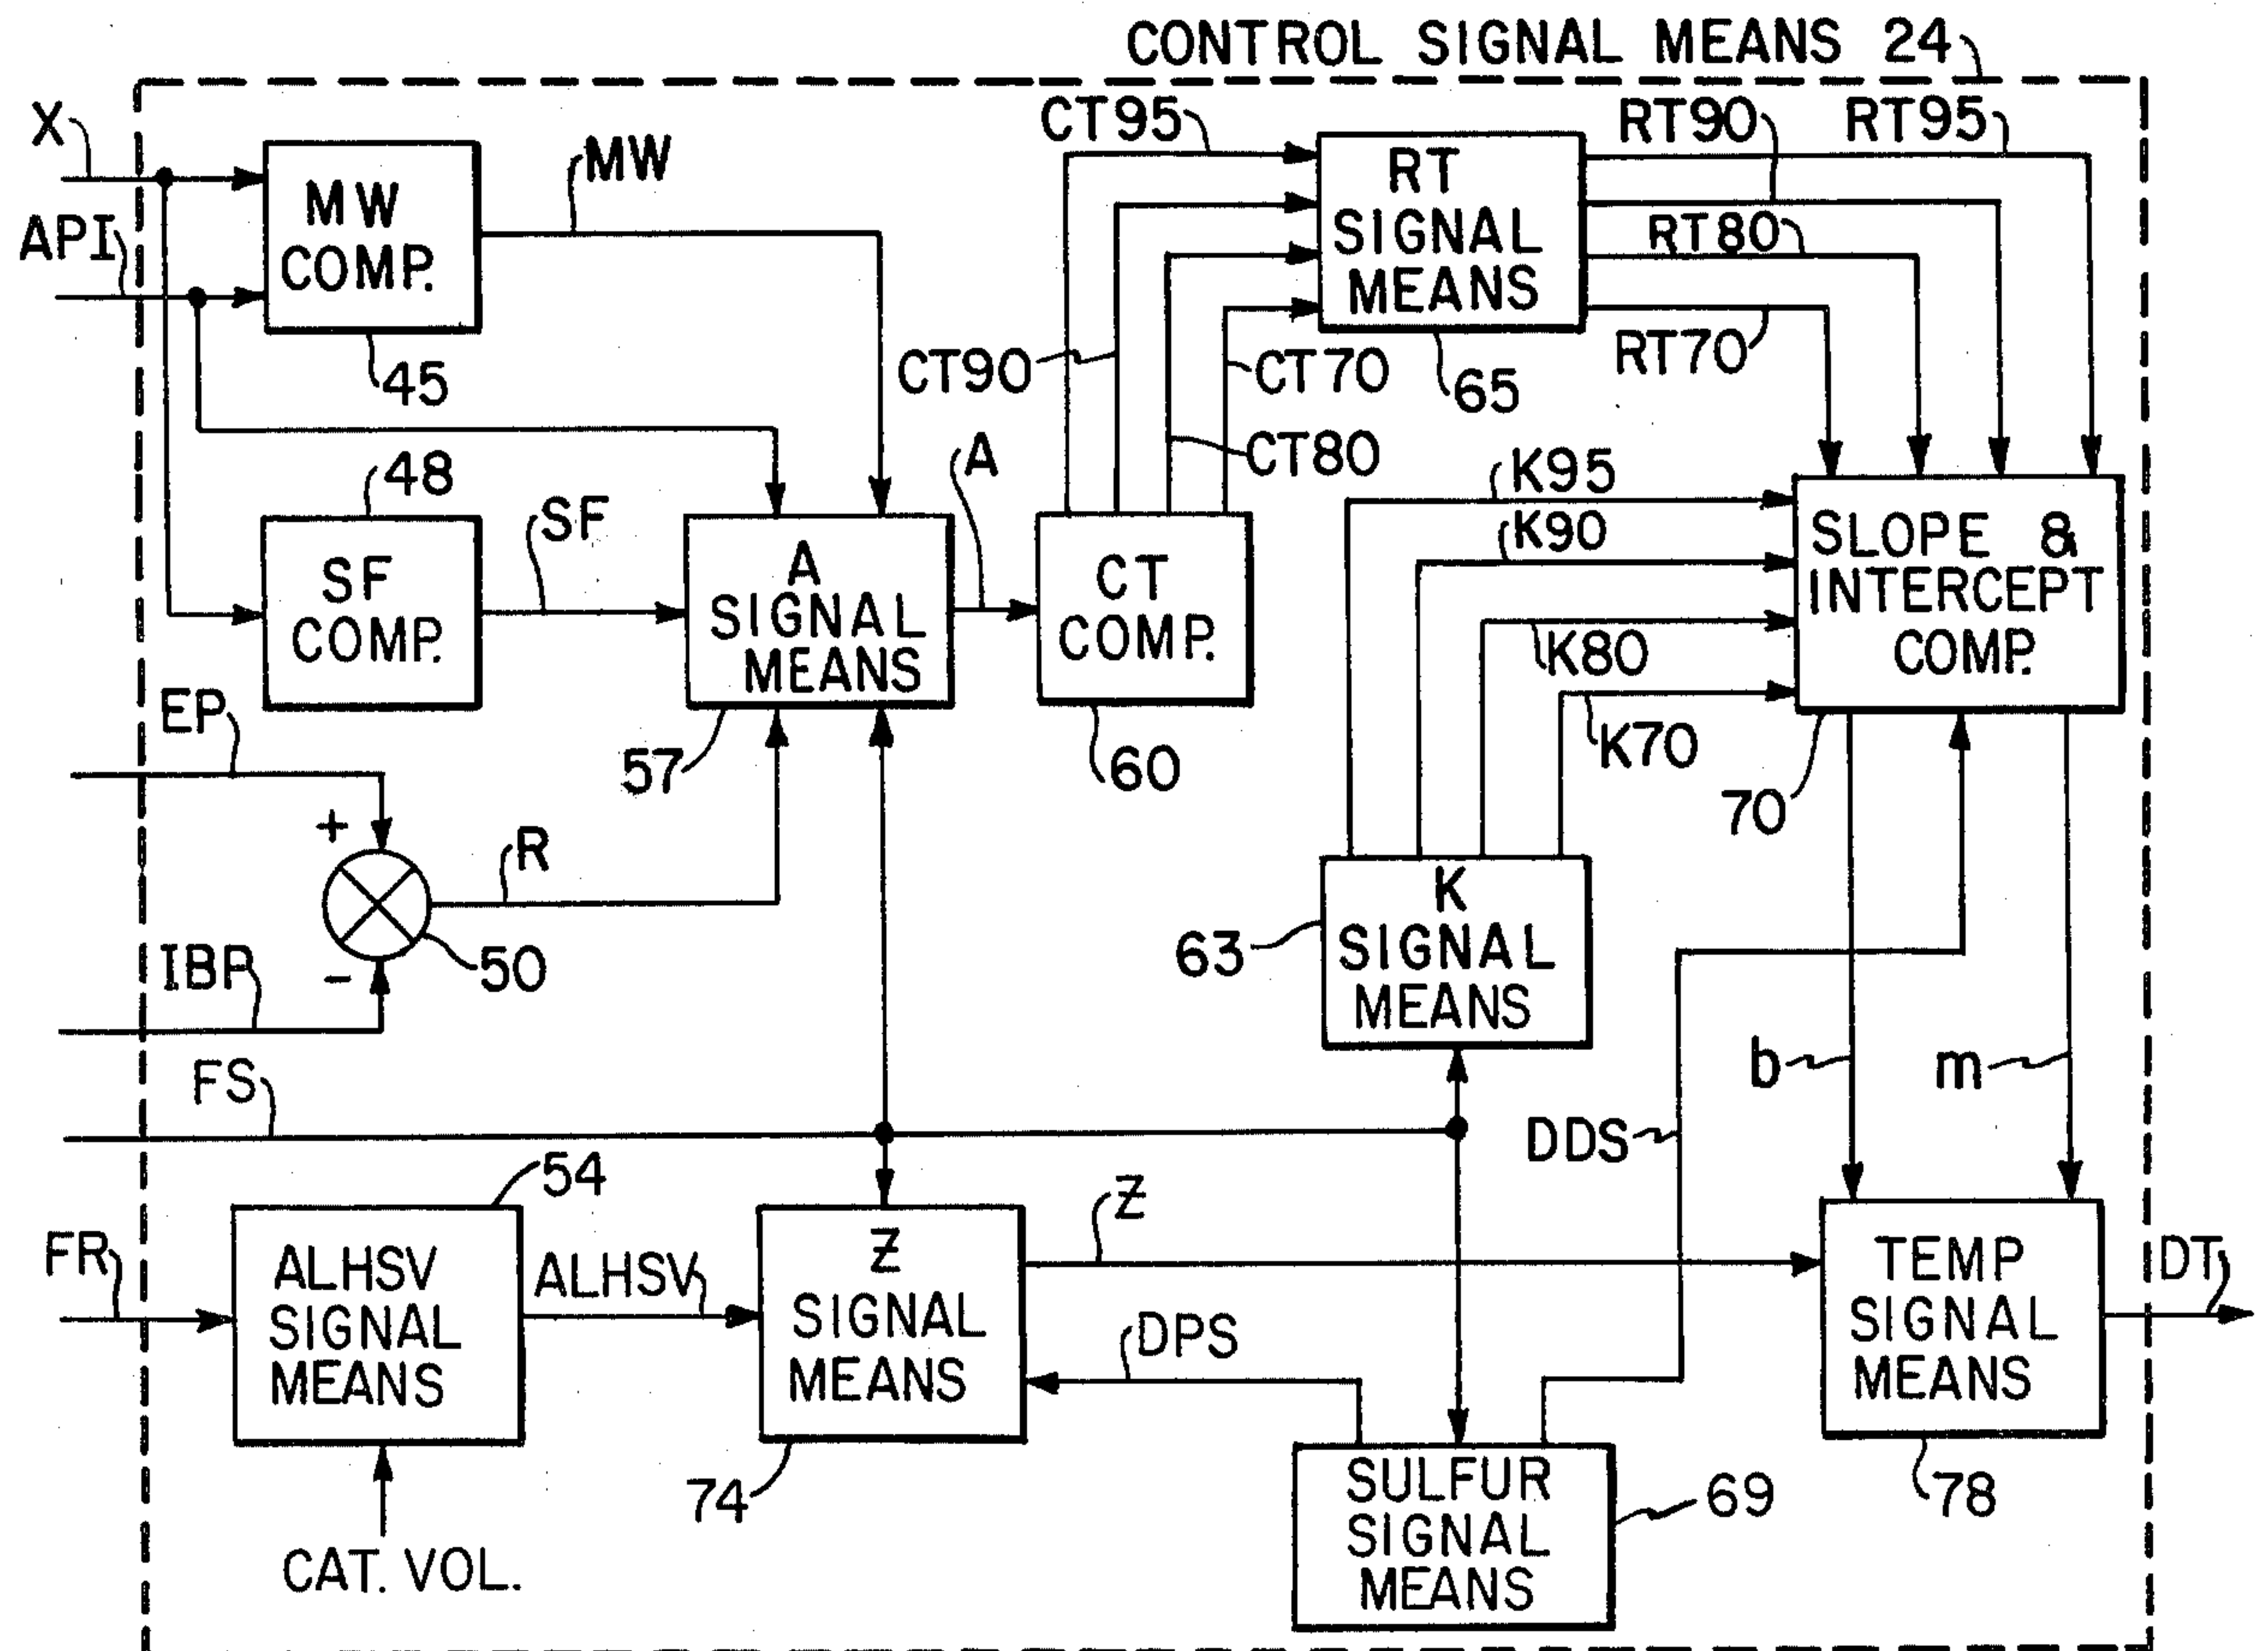 CONTROL SIGNAL MEANS 24
X
API
MW
COMP.
45
MW
CT95
RT
SIGNAL
MEANS
65
RT90
RT95
RT80
RT70
CT90
CT70
CT80
48
SF
COMP.
SF
A
SIGNAL
MEANS
57
A
CT
COMP.
60
K95
K90
K80
K70
SLOPE &
INTERCEPT
COMP.
70
EP
+
R
50
IBP
-
K
SIGNAL
MEANS
63
b
m
FS
DDS
54
FR
ALHSV
SIGNAL
MEANS
ALHSV
Z
SIGNAL
MEANS
74
Z
DPS
TEMP
SIGNAL
MEANS
78
DT
CAT. VOL.
SULFUR
SIGNAL
MEANS
69